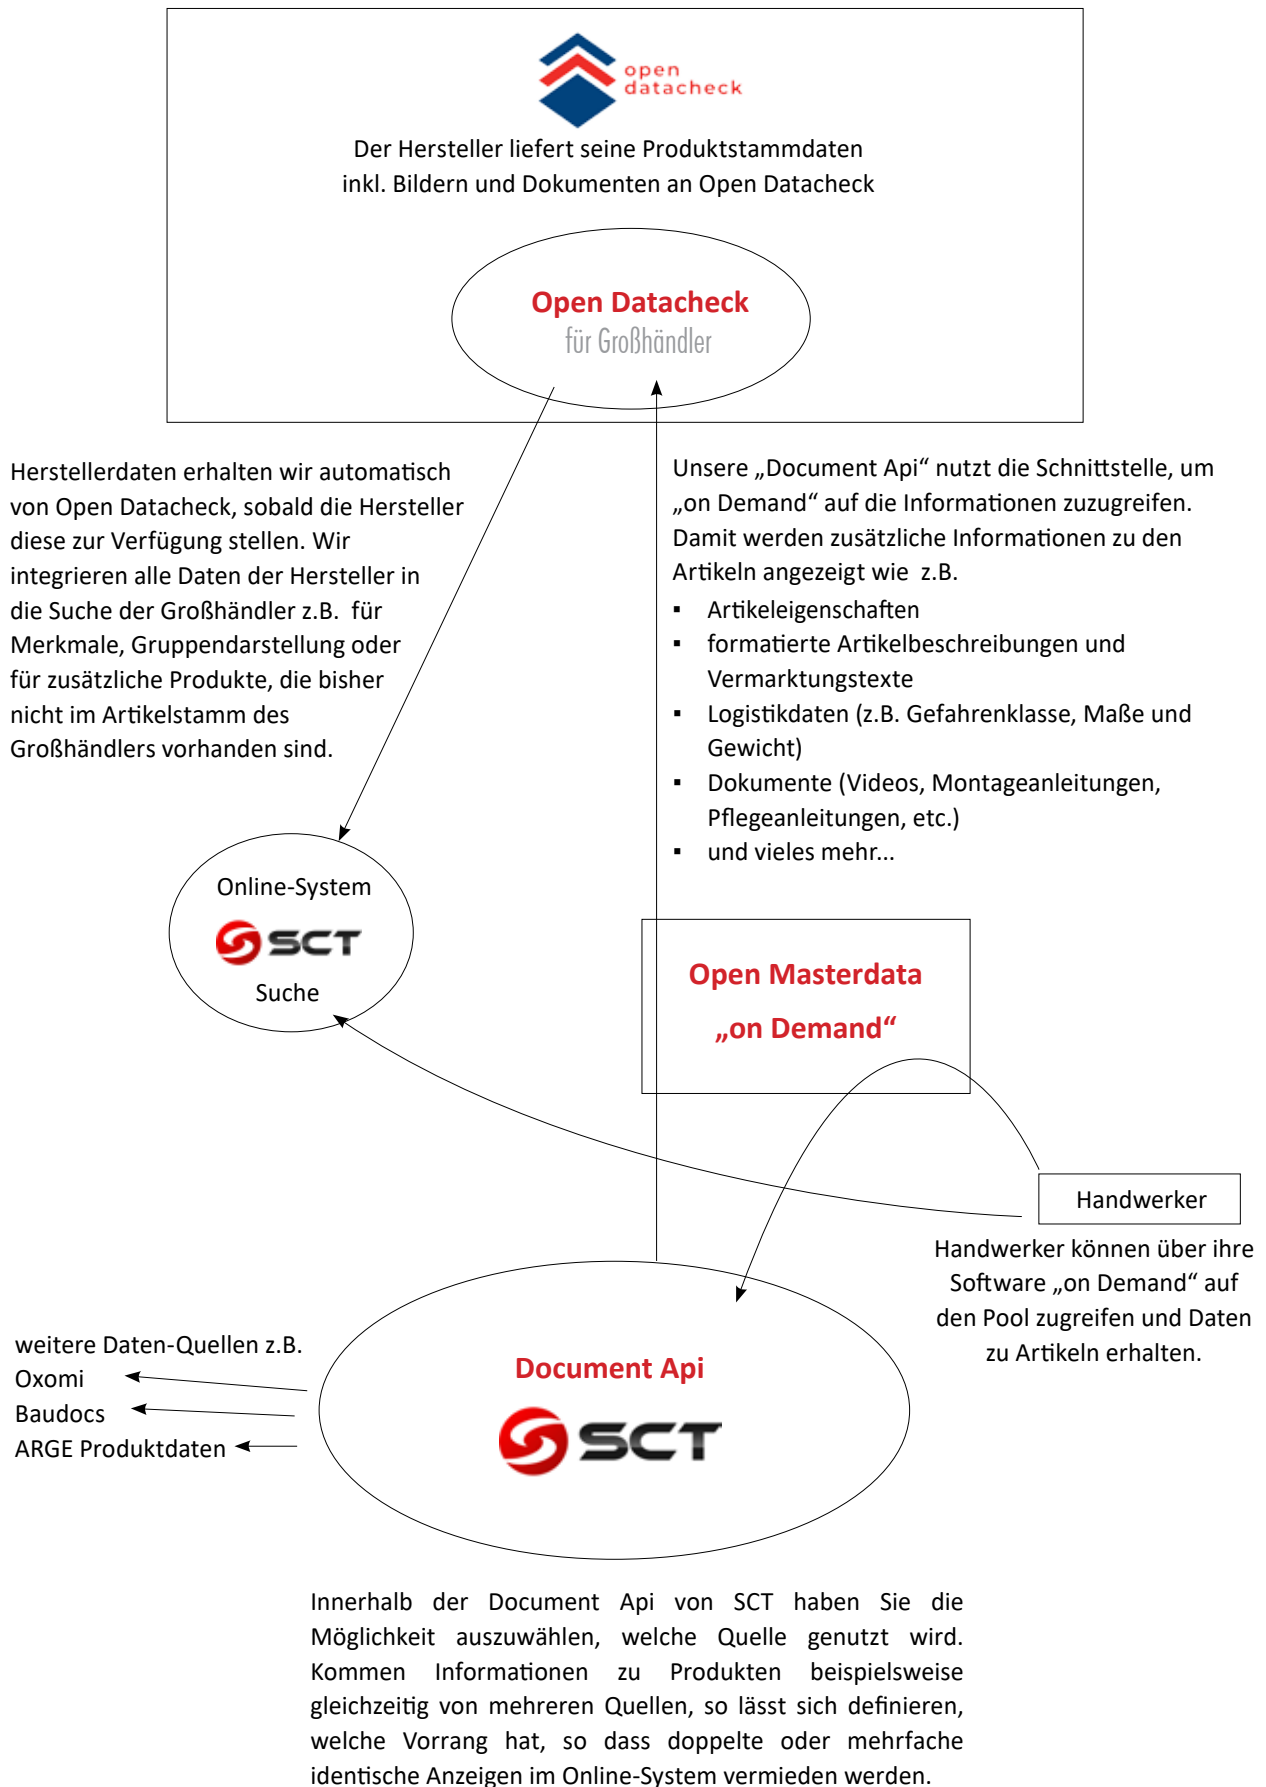 open
datacheck
Der Hersteller liefert seine Produktstammdaten
inkl. Bildern und Dokumenten an Open Datacheck
Open Datacheck
für Großhändler
Herstellerdaten erhalten wir automatisch
von Open Datacheck, sobald die Hersteller
diese zur Verfügung stellen. Wir
integrieren alle Daten der Hersteller in
die Suche der Großhändler z.B. für
Merkmale, Gruppendarstellung oder
für zusätzliche Produkte, die bisher
nicht im Artikelstamm des
Großhändlers vorhanden sind.
Unsere „Document Api“ nutzt die Schnittstelle, um
„on Demand“ auf die Informationen zuzugreifen.
Damit werden zusätzliche Informationen zu den
Artikeln angezeigt wie z.B.
▪ Artikeleigenschaften
▪ formatierte Artikelbeschreibungen und
Vermarktungstexte
▪ Logistikdaten (z.B. Gefahrenklasse, Maße und
Gewicht)
▪ Dokumente (Videos, Montageanleitungen,
Pflegeanleitungen, etc.)
▪ und vieles mehr...
Online-System
SCT
Suche
Open Masterdata
„on Demand“
Handwerker
Handwerker können über ihre
Software „on Demand“ auf
den Pool zugreifen und Daten
zu Artikeln erhalten.
weitere Daten-Quellen z.B.
Oxomi
Baudocs
ARGE Produktdaten
Document Api
SCT
Innerhalb der Document Api von SCT haben Sie die
Möglichkeit auszuwählen, welche Quelle genutzt wird.
Kommen Informationen zu Produkten beispielsweise
gleichzeitig von mehreren Quellen, so lässt sich definieren,
welche Vorrang hat, so dass doppelte oder mehrfache
identische Anzeigen im Online-System vermieden werden.